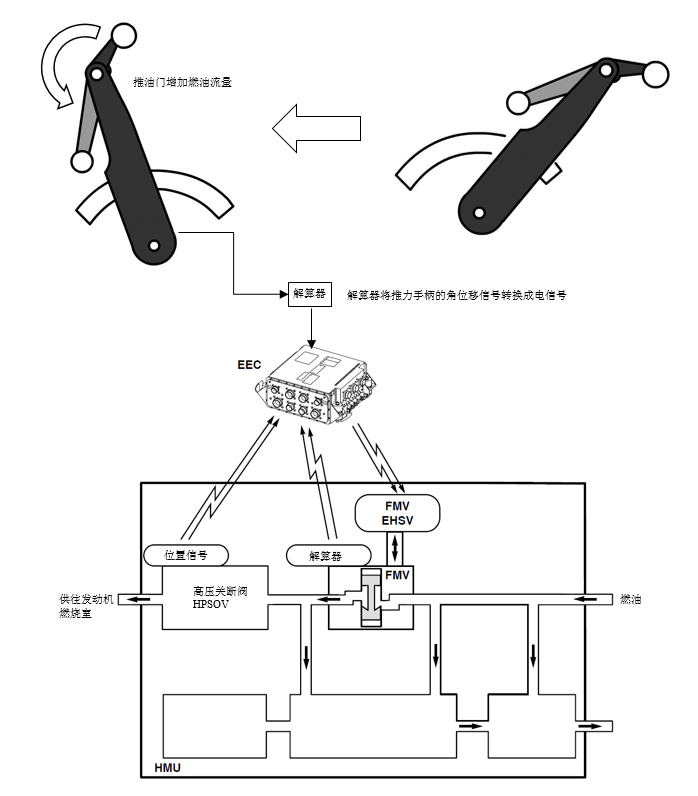 推油门增加燃油流量
解算器
解算器将推力手柄的角位移信号转换成电信号
EEC
FMV
EHSV
位置信号
解算器
FMV
高压关断阀
HPSOV
供往发动机
燃烧室
燃油
HMU